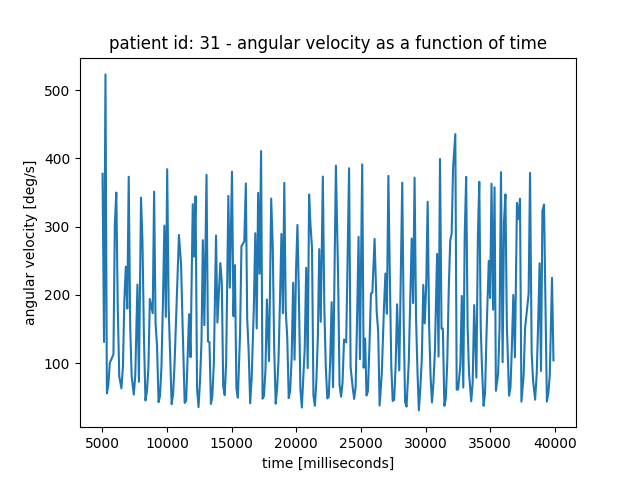 patient id: 31 - angular velocity as a function of time
500
400
300
200
100
angular velocity [deg/s]
5000 10000 15000 20000 25000 30000 35000 40000
time [milliseconds]